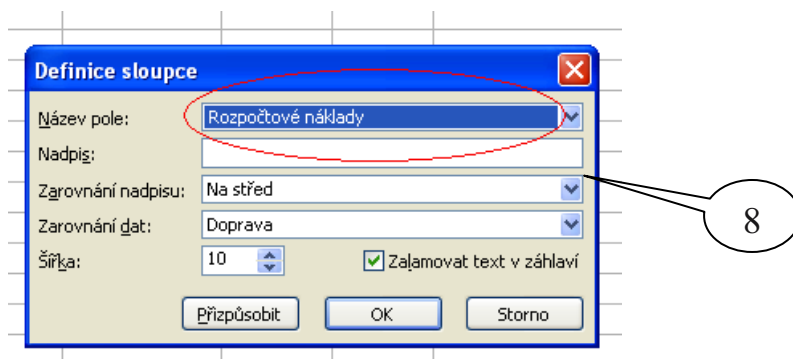 Definice sloupce
Název pole: Rozpočtové náklady
Nadpis:
Zarovnání nadpisu: Na střed
Zarovnání dat: Doprava
Šířka: 10 Zalamovat text v záhlaví
Přizpůsobit OK Storno
8